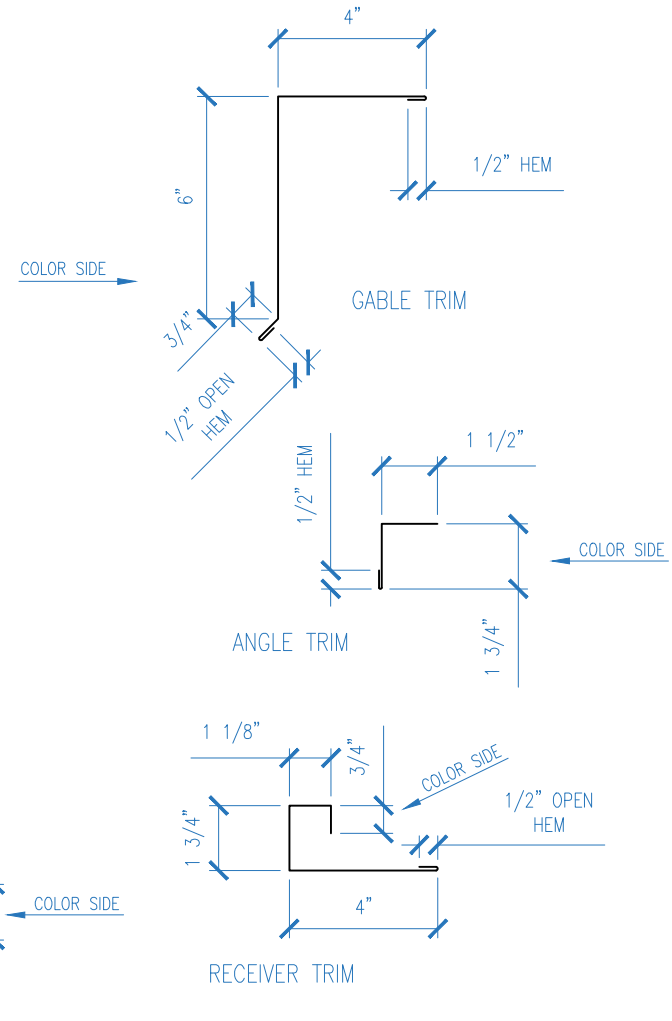 4"
1/2" HEM
6"
COLOR SIDE
GABLE TRIM
3/4"
1/2" OPEN
HEM
1 1/2"
1/2" HEM
COLOR SIDE
ANGLE TRIM
1 3/4"
1 1/8"
3/4"
COLOR SIDE
1/2" OPEN
HEM
1 3/4"
COLOR SIDE
4"
RECEIVER TRIM